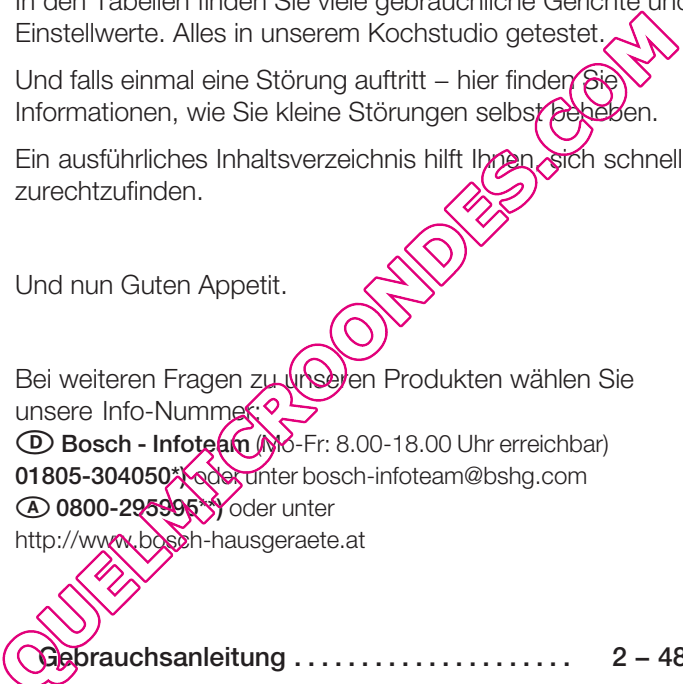 In den Tabellen finden Sie viele gebräuchliche Gerichte und
Einstellwerte. Alles in unserem Kochstudio getestet.
Und falls einmal eine Störung auftritt – hier finden Sie
Informationen, wie Sie kleine Störungen selbst beheben.
Ein ausführliches Inhaltsverzeichnis hilft Ihnen, sich schnell
zurechtzufinden.
Und nun Guten Appetit.
Bei weiteren Fragen zu unseren Produkten wählen Sie
unsere Info-Nummer:
D Bosch - Infoteam (Mo-Fr: 8.00-18.00 Uhr erreichbar)
01805-304050*) oder unter bosch-infoteam@bshg.com
A 0800-295995**) oder unter
http://www.bosch-hausgeraete.at
Gebrauchsanleitung ..................... 2 – 48
QUELMICROONDES.COM